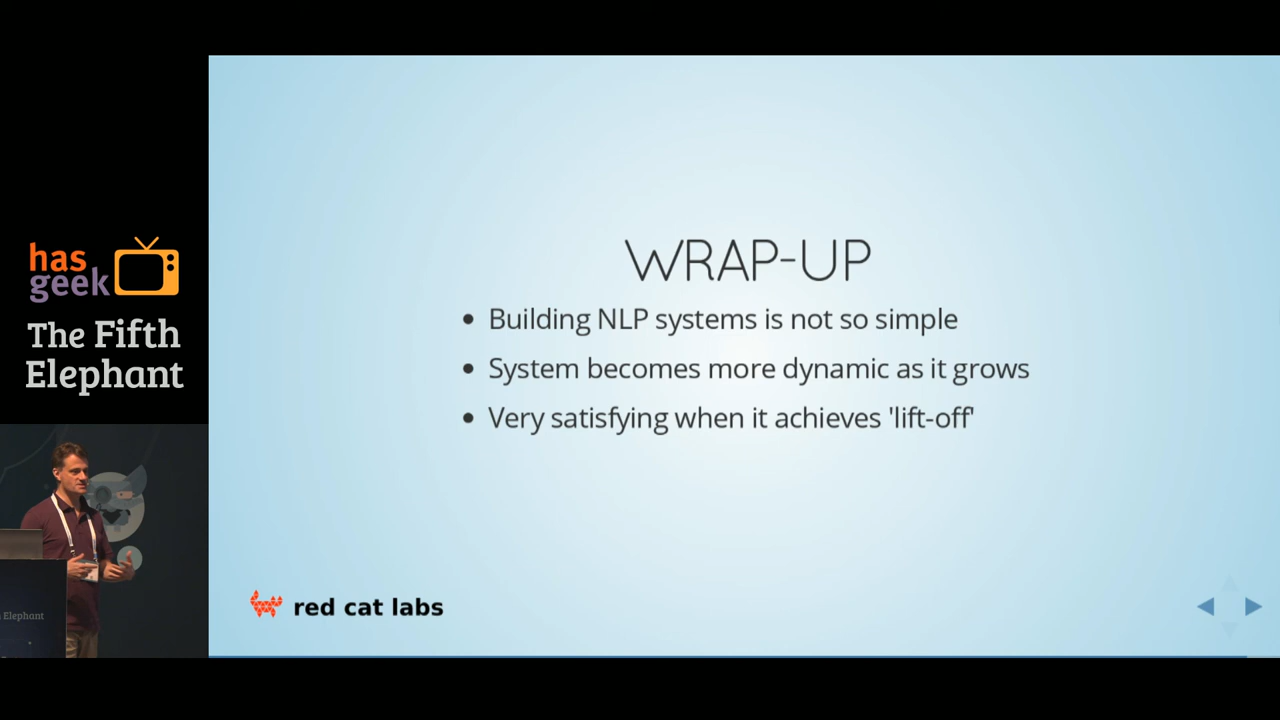 has
geek
The Fifth
Elephant
WRAP-UP
Building NLP systems is not so simple
System becomes more dynamic as it grows
Very satisfying when it achieves 'lift-off'
red cat labs
Elephant